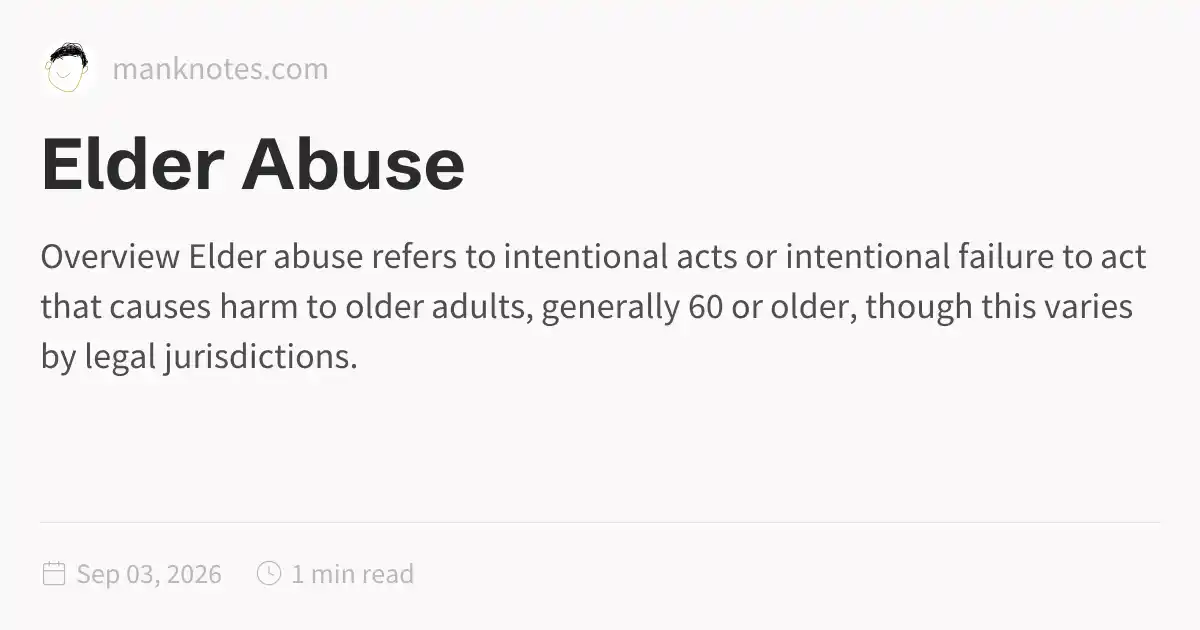 manknotes.com
Elder Abuse
Overview Elder abuse refers to intentional acts or intentional failure to act
that causes harm to older adults, generally 60 or older, though this varies
by legal jurisdictions.
Sep 03, 2026 1 min read